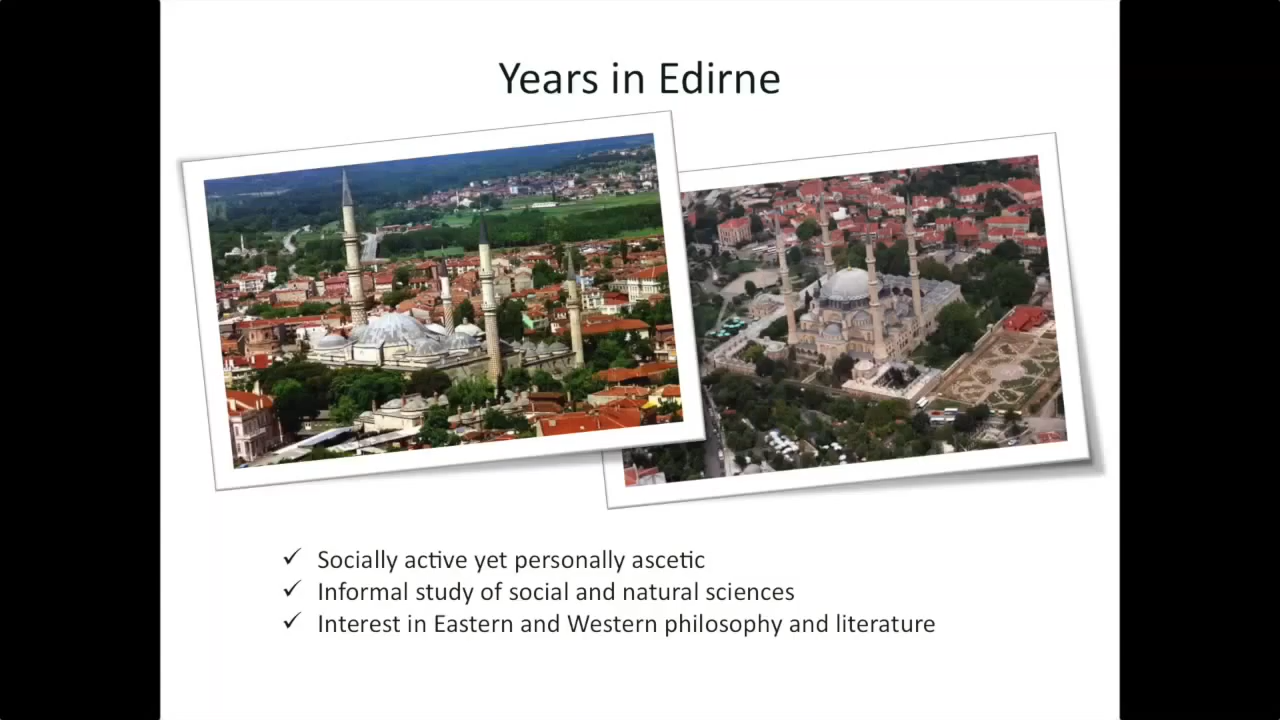 Years in Edirne
✓ Socially active yet personally ascetic
✓ Informal study of social and natural sciences
✓ Interest in Eastern and Western philosophy and literature